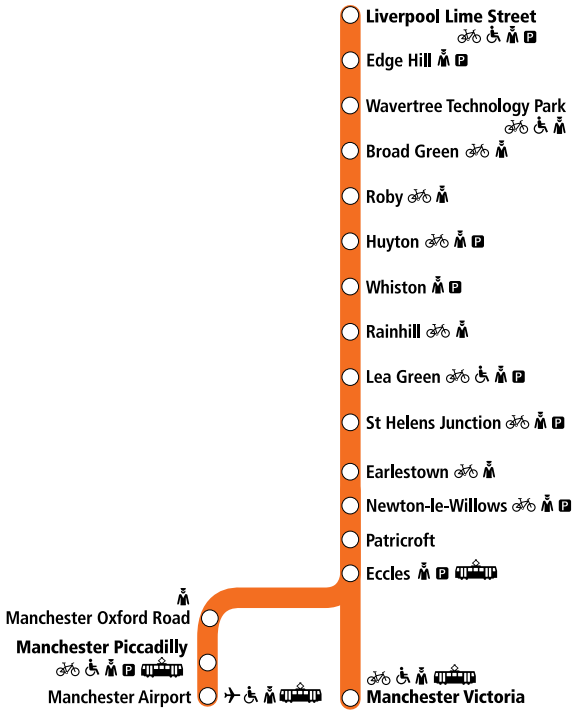 Liverpool Lime Street
P
Edge Hill P
Wavertree Technology Park
Broad Green
Roby
Huyton P
Whiston P
Rainhill
Lea Green P
St Helens Junction P
Earlestown
Newton-le-Willows P
Patricroft
Eccles P
Manchester Oxford Road
Manchester Piccadilly
P
Manchester Airport
Manchester Victoria